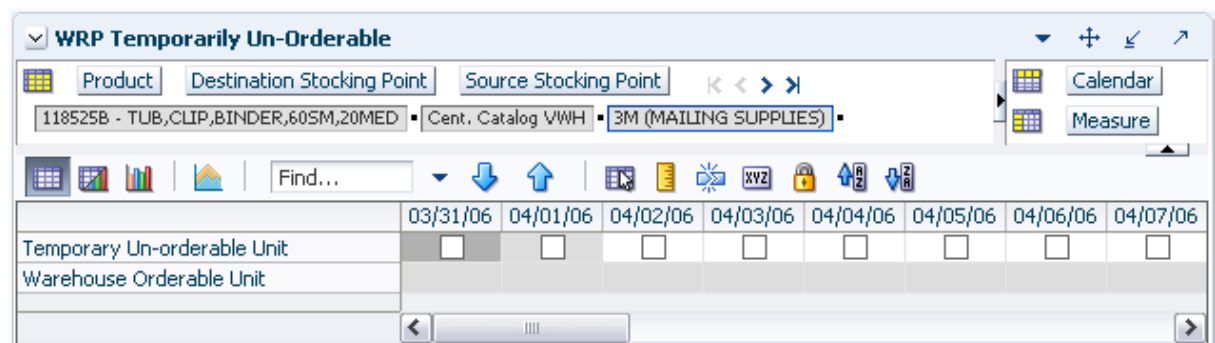 WRP Temporarily Un-Orderable
Product Destination Stocking Point Source Stocking Point Calendar
118525B - TUB,CLIP,BINDER,60SM,20MED Cent. Catalog VWH 3M (MAILING SUPPLIES) Measure
Find... XYZ A Z Z A
03/31/06 04/01/06 04/02/06 04/03/06 04/04/06 04/05/06 04/06/06 04/07/06
Temporary Un-orderable Unit
Warehouse Orderable Unit